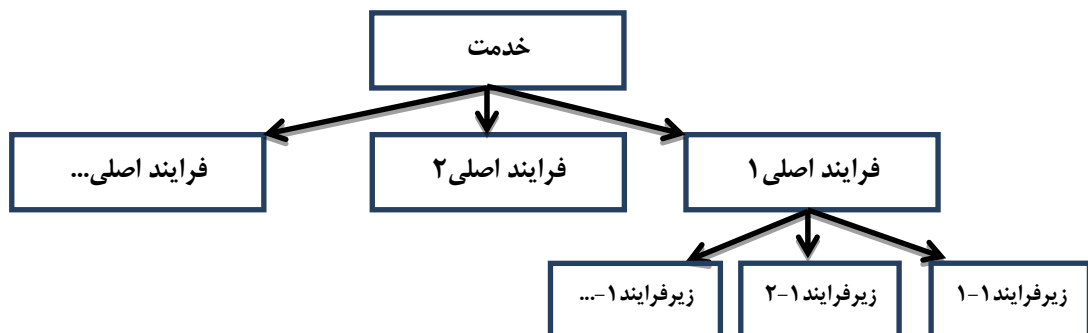 خدمت
فرایند اصلی۱
فرایند اصلی۲
فرایند اصلی...
زیرفرایند۱-۱
زیرفرایند۱-۲
زیرفرایند۱-...